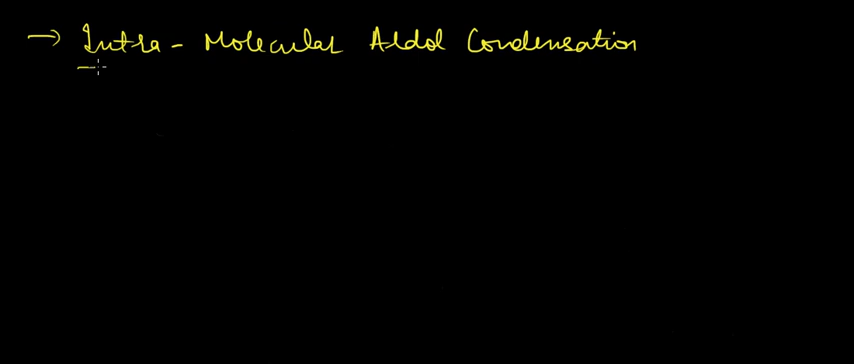 → Intra - Molecular Aldol Condensation